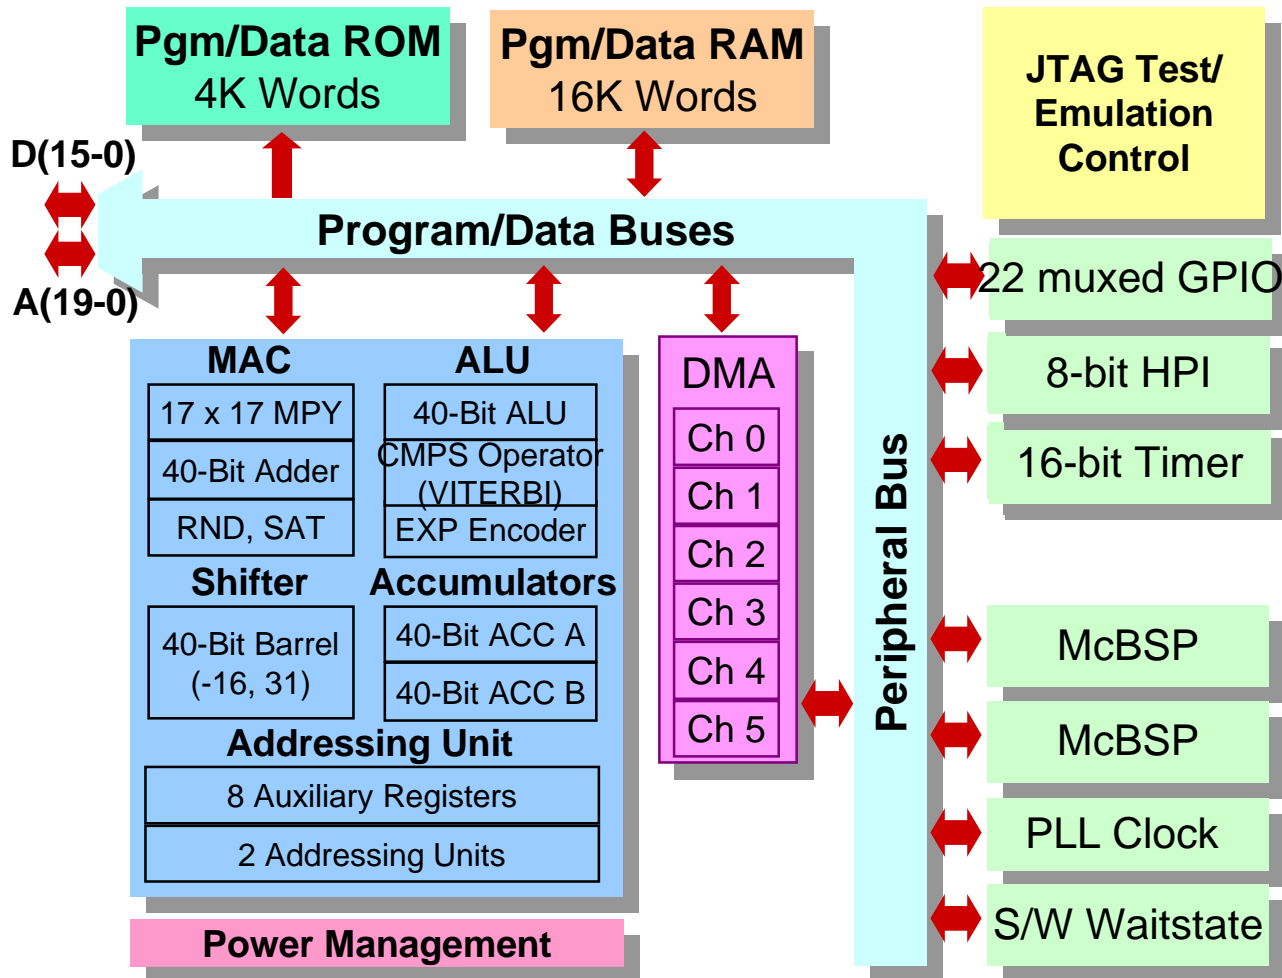 Pgm/Data ROM
4K Words
Pgm/Data RAM
16K Words
JTAG Test/
Emulation
Control
D(15-0)
A(19-0)
Program/Data Buses
MAC
17 x 17 MPY
40-Bit Adder
RND, SAT
ALU
40-Bit ALU
CMPS Operator
(VITERBI)
EXP Encoder
Shifter
40-Bit Barrel
(-16, 31)
Accumulators
40-Bit ACC A
40-Bit ACC B
Addressing Unit
8 Auxiliary Registers
2 Addressing Units
Power Management
DMA
Ch 0
Ch 1
Ch 2
Ch 3
Ch 4
Ch 5
Peripheral Bus
22 muxed GPIO
8-bit HPI
16-bit Timer
McBSP
McBSP
PLL Clock
S/W Waitstate